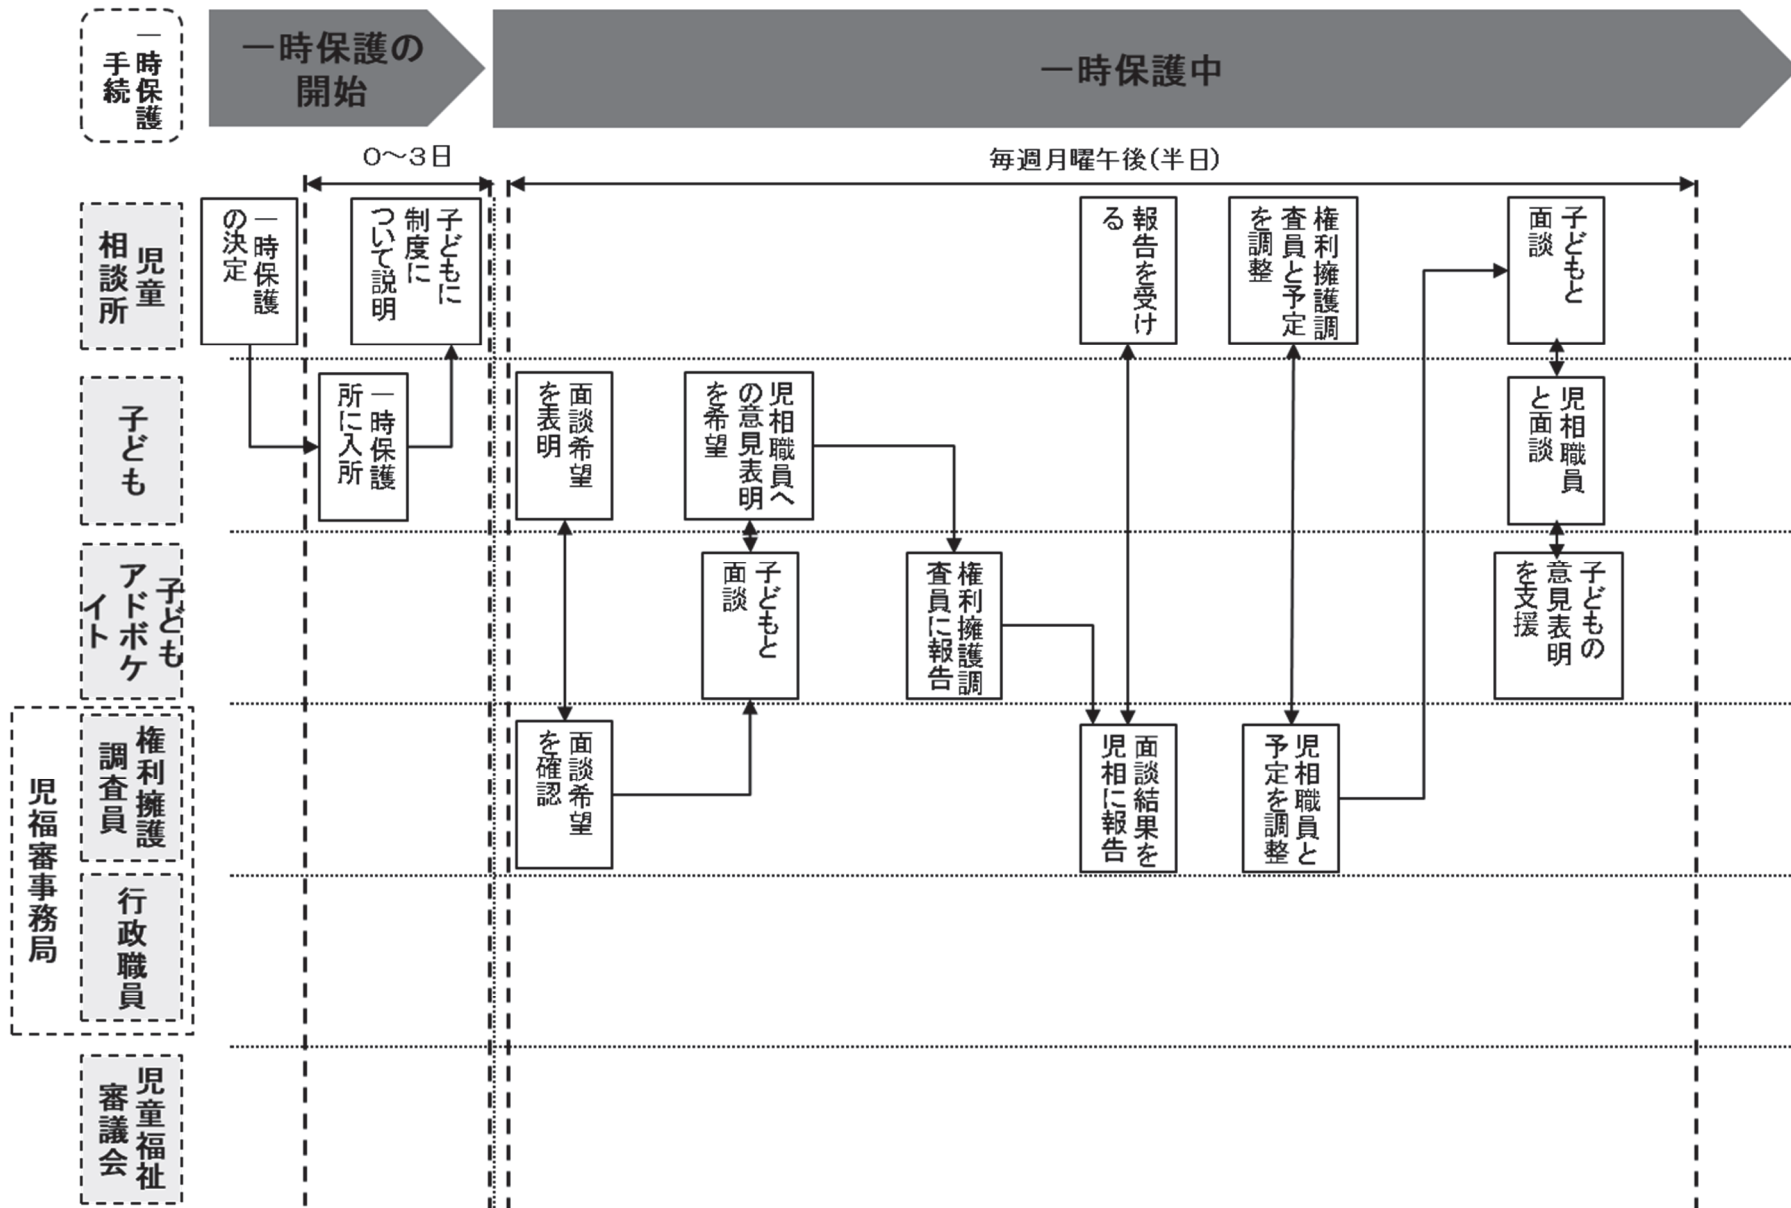 一時保護
手続
一時保護の
開始
一時保護中
0～3日
毎週月曜午後(半日)
児童
相談所
一時保護
の決定
子どもに
制度に
ついて説明
報告を受け
る
権利擁護調
査員と予定
を調整
子どもと
面談
子ども
一時保護
所に入所
面談希望
を表明
児相職員へ
の意見表明
を希望
児相職員
と面談
子ども
アドボケ
イト
子どもと
面談
権利擁護調
査員に報告
子どもの
意見表明
を支援
児福審事務局
権利擁護
調査員
面談希望
を確認
面談結果を
児相に報告
児相職員と
予定を調整
行政職員
児童福祉
審議会